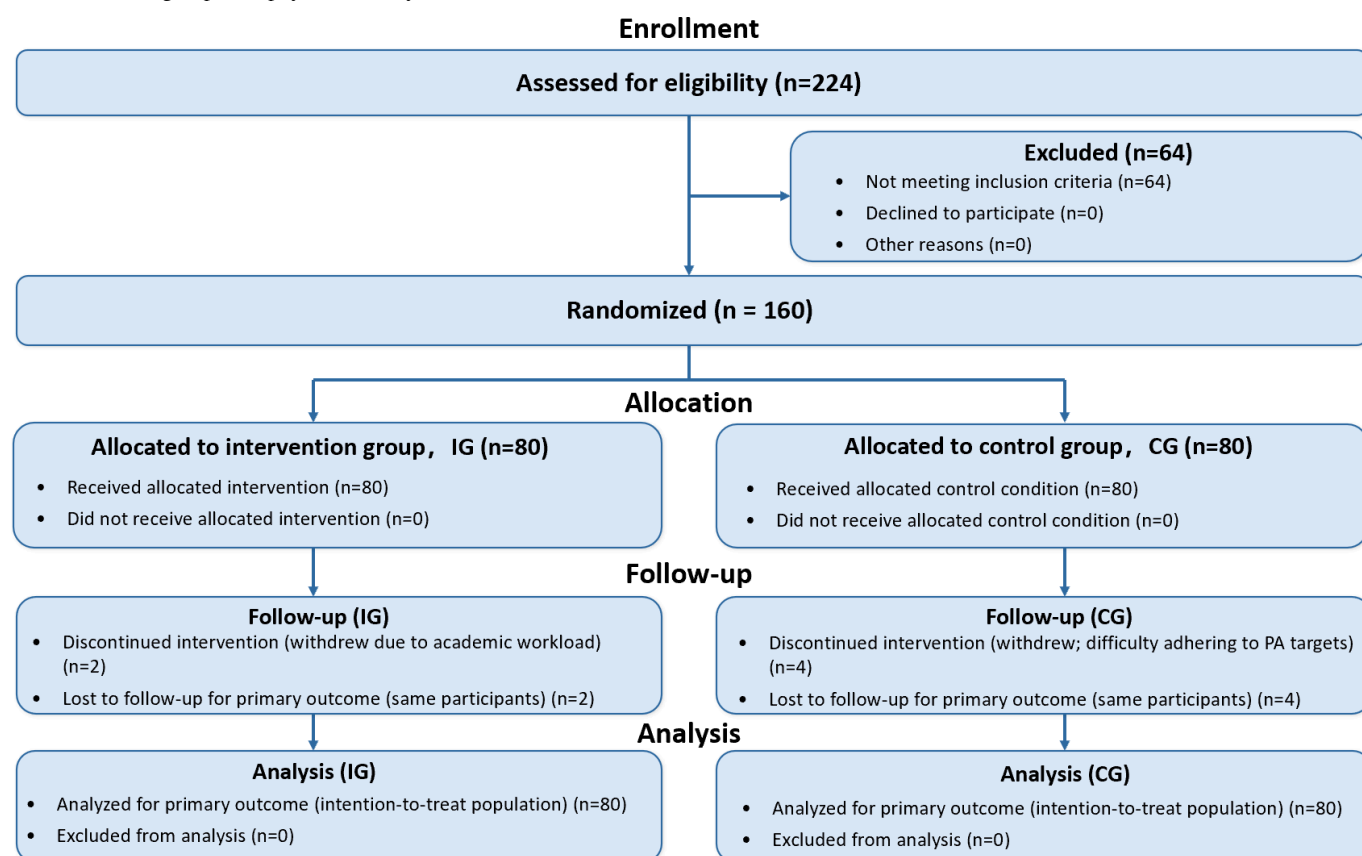 Enrollment
Assessed for eligibility (n=224)
Excluded (n=64)
• Not meeting inclusion criteria (n=64)
• Declined to participate (n=0)
• Other reasons (n=0)
Randomized (n = 160)
Allocation
Allocated to intervention group，IG (n=80)
• Received allocated intervention (n=80)
• Did not receive allocated intervention (n=0)
Allocated to control group，CG (n=80)
• Received allocated control condition (n=80)
• Did not receive allocated control condition (n=0)
Follow-up
Follow-up (IG)
• Discontinued intervention (withdrew due to academic workload)
(n=2)
• Lost to follow-up for primary outcome (same participants) (n=2)
Follow-up (CG)
• Discontinued intervention (withdrew; difficulty adhering to PA targets)
(n=4)
• Lost to follow-up for primary outcome (same participants) (n=4)
Analysis
Analysis (IG)
• Analyzed for primary outcome (intention-to-treat population) (n=80)
• Excluded from analysis (n=0)
Analysis (CG)
• Analyzed for primary outcome (intention-to-treat population) (n=80)
• Excluded from analysis (n=0)